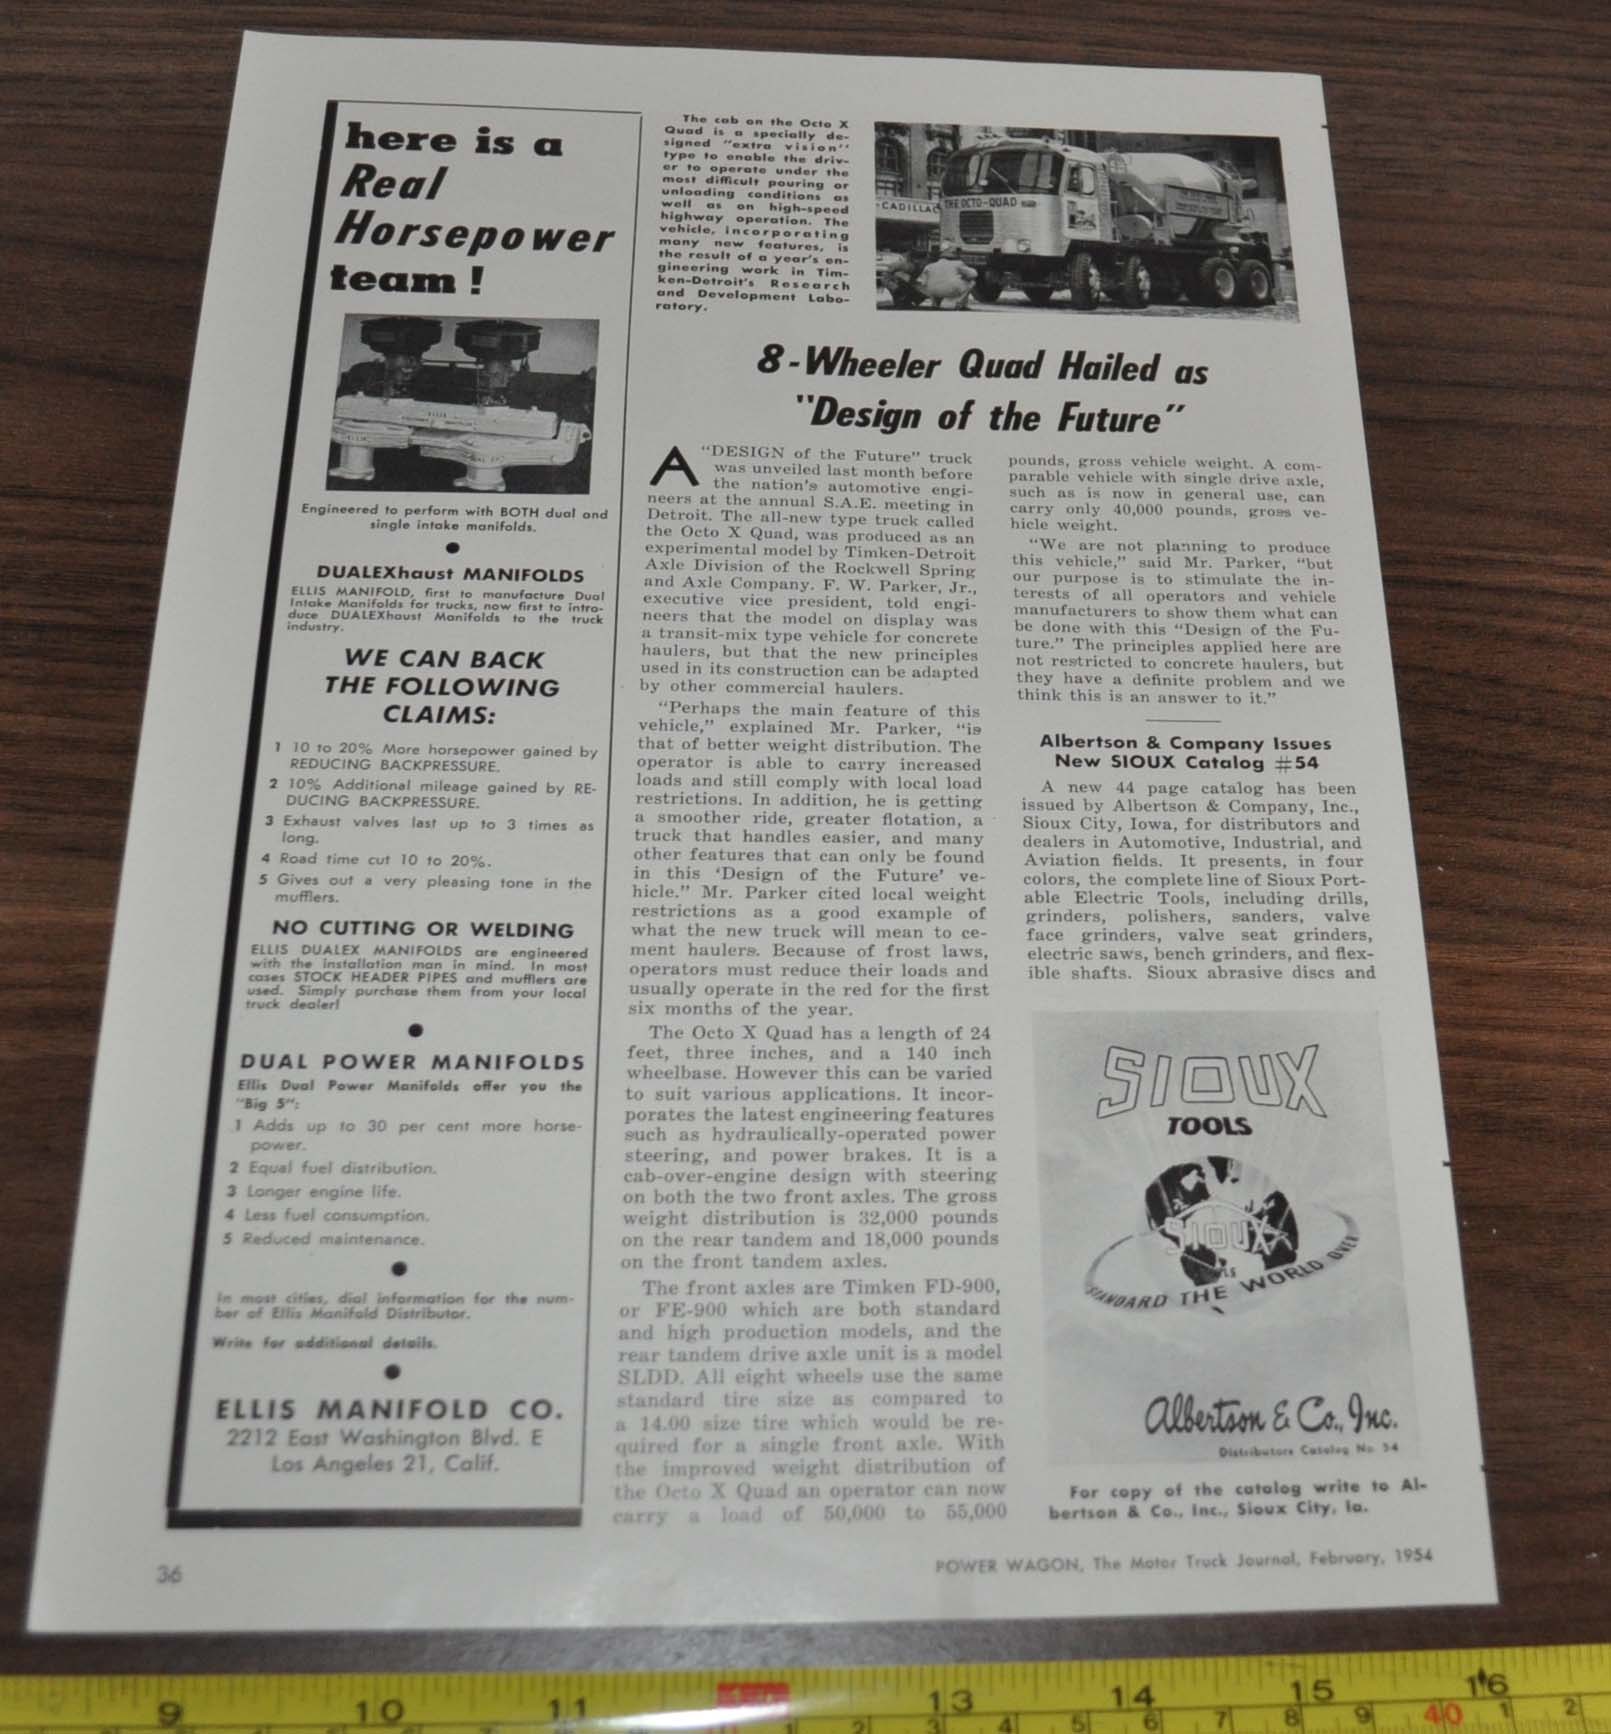 here is a
Real
Horsepower
team!
Engineered to perform with BOTH dual and
single intake manifolds.
DUALEXhaust MANIFOLDS
ELLIS MANIFOLD, first to manufacture Dual
Intake Manifolds for trucks, now first to intro-
duce DUALEXhaust Manifolds to the truck
industry.
WE CAN BACK
THE FOLLOWING
CLAIMS:
1 10 to 20% More horsepower gained by
REDUCING BACKPRESSURE.
2 10% Additional mileage gained by RE-
DUCING BACKPRESSURE.
3 Exhaust valves last up to 3 times as
long.
4 Road time cut 10 to 20%.
5 Gives out a very pleasing tone in the
mufflers.
NO CUTTING OR WELDING
ELLIS DUALEX MANIFOLDS are engineered
with the installation man in mind. In most
cases STOCK HEADER PIPES and mufflers are
used. Simply purchase them from your local
truck dealer!
DUAL POWER MANIFOLDS
Ellis Dual Power Manifolds offer you the
"Big 5":
1 Adds up to 30 per cent more horse-
power.
2 Equal fuel distribution.
3 Longer engine life.
4 Less fuel consumption.
5 Reduced maintenance.
In most cities, dial information for the num-
ber of Ellis Manifold Distributor.
Write for additional details.
ELLIS MANIFOLD CO.
2212 East Washington Blvd. E
Los Angeles 21, Calif.
The cab on the Octo X
Quad is a specially de-
signed "extra vision"
type to enable the driv-
er to operate under the
most difficult pouring or
unloading conditions as
well as on high-speed
highway operation. The
vehicle, incorporating
many new features, is
the result of a year's en-
gineering work in Tim-
ken-Detroit's Research
and Development Labo-
ratory.
CADILLAC
THE OCTO-QUAD
8-Wheeler Quad Hailed as
"Design of the Future"
A "DESIGN of the Future" truck
was unveiled last month before
the nation's automotive engi-
neers at the annual S.A.E. meeting in
Detroit. The all-new type truck called
the Octo X Quad, was produced as an
experimental model by Timken-Detroit
Axle Division of the Rockwell Spring
and Axle Company. F. W. Parker, Jr.,
executive vice president, told engi-
neers that the model on display was
a transit-mix type vehicle for concrete
haulers, but that the new principles
used in its construction can be adapted
by other commercial haulers.
"Perhaps the main feature of this
vehicle," explained Mr. Parker, "is
that of better weight distribution. The
operator is able to carry increased
loads and still comply with local load
restrictions. In addition, he is getting
a smoother ride, greater flotation, a
truck that handles easier, and many
other features that can only be found
in this 'Design of the Future' ve-
hicle." Mr. Parker cited local weight
restrictions as a good example of
what the new truck will mean to ce-
ment haulers. Because of frost laws,
operators must reduce their loads and
usually operate in the red for the first
six months of the year.
The Octo X Quad has a length of 24
feet, three inches, and a 140 inch
wheelbase. However this can be varied
to suit various applications. It incor-
porates the latest engineering features
such as hydraulically-operated power
steering, and power brakes. It is a
cab-over-engine design with steering
on both the two front axles. The gross
weight distribution is 32,000 pounds
on the rear tandem and 18,000 pounds
on the front tandem axles.
The front axles are Timken FD-900,
or FE-900 which are both standard
and high production models, and the
rear tandem drive axle unit is a model
SLDD. All eight wheels use the same
standard tire size as compared to
a 14.00 size tire which would be re-
quired for a single front axle. With
the improved weight distribution of
the Octo X Quad an operator can now
carry a load of 50,000 to 55,000
pounds, gross vehicle weight. A com-
parable vehicle with single drive axle,
such as is now in general use, can
carry only 40,000 pounds, gross ve-
hicle weight.
"We are not planning to produce
this vehicle," said Mr. Parker, "but
our purpose is to stimulate the in-
terests of all operators and vehicle
manufacturers to show them what can
be done with this "Design of the Fu-
ture." The principles applied here are
not restricted to concrete haulers, but
they have a definite problem and we
think this is an answer to it."
Albertson & Company Issues
New SIOUX Catalog #54
A new 44 page catalog has been
issued by Albertson & Company, Inc.,
Sioux City, Iowa, for distributors and
dealers in Automotive, Industrial, and
Aviation fields. It presents, in four
colors, the complete line of Sioux Port-
able Electric Tools, including drills,
grinders, polishers, sanders, valve
face grinders, valve seat grinders,
electric saws, bench grinders, and flex-
ible shafts. Sioux abrasive discs and
SIOUX
TOOLS
SIOUX
STANDARD THE WORLD OVER
Albertson & Co., Inc.
Distributors Catalog No 54
For copy of the catalog write to Al-
bertson & Co., Inc., Sioux City, Ia.
36
POWER WAGON, The Motor Truck Journal, February, 1954
9 10 11 13 14 15 16
1 2 3 4 5 6 7 8 9 40 1 2